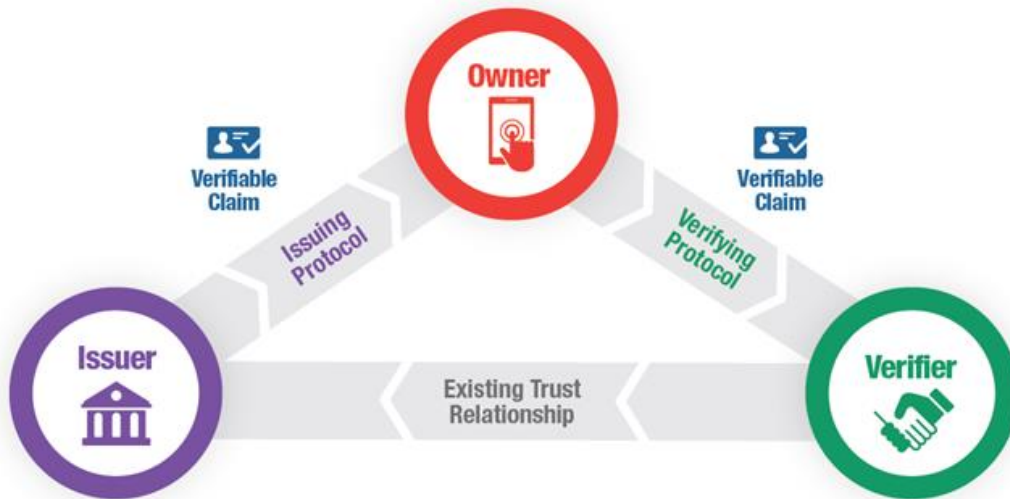 Owner
Verifiable
Claim
Verifiable
Claim
Issuing
Protocol
Verifying
Protocol
Issuer
Existing Trust
Relationship
Verifier